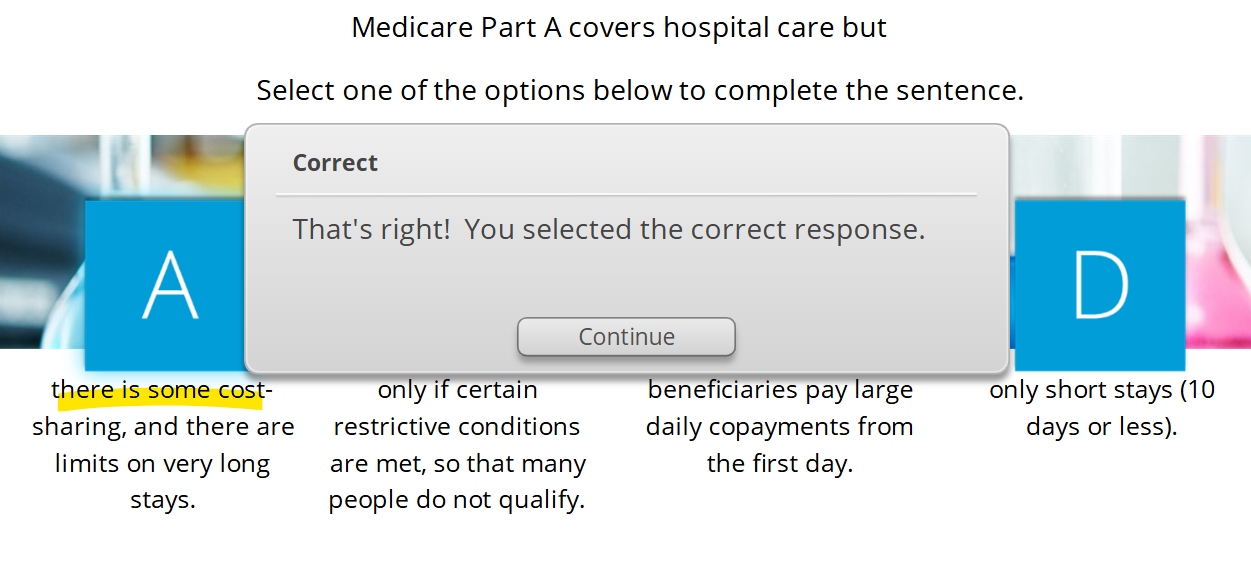 Medicare Part A covers hospital care but
Select one of the options below to complete the sentence.
Correct
That's right!  You selected the correct response.
Continue
A
D
there is some cost-
sharing, and there are
limits on very long
stays.
only if certain
restrictive conditions
are met, so that many
people do not qualify.
beneficiaries pay large
daily copayments from
the first day.
only short stays (10
days or less).